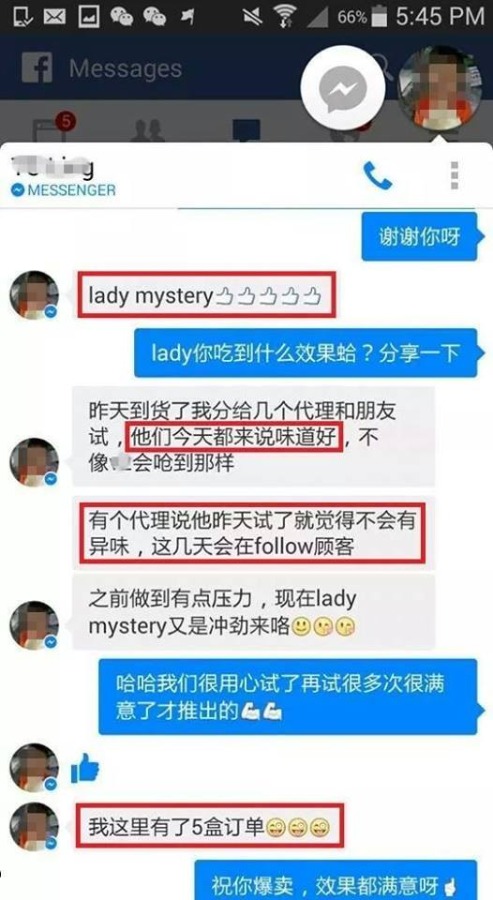 66% 5:45 PM
Messages
5
MESSENGER
谢谢你呀
lady mystery👍👍👍👍👍
lady你吃到什么效果蛤？分享一下
昨天到货了我分给几个代理和朋友
试，他们今天都来说味道好，不
会呛到那样
有个代理说他昨天试了就觉得不会有
异味，这几天会在follow顾客
之前做到有点压力，现在lady
mystery又是冲劲来咯😃😘😘
哈哈我们很用心试了再试很多次很满
意了才推出的💪💪
👍
我这里有了5盒订单😜😜😜
祝你爆卖，效果都满意呀☝